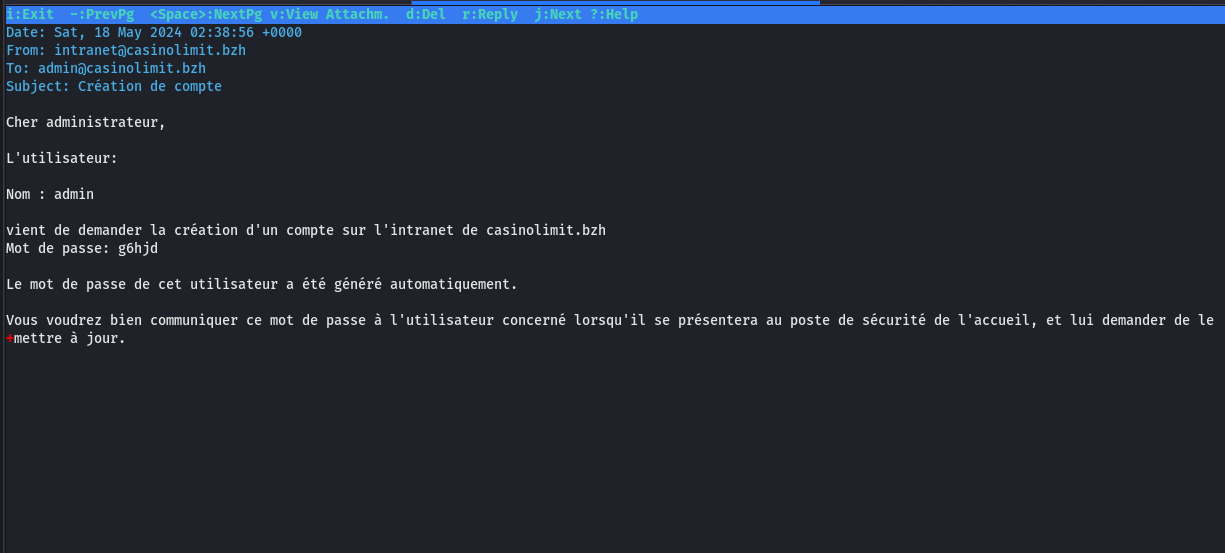 i:Exit  -:PrevPg  <Space>:NextPg v:View Attachm.  d:Del  r:Reply  j:Next ?:Help
Date: Sat, 18 May 2024 02:38:56 +0000
From: intranet@casinolimit.bzh
To: admin@casinolimit.bzh
Subject: Création de compte
Cher administrateur,
L'utilisateur:
Nom : admin
vient de demander la création d'un compte sur l'intranet de casinolimit.bzh
Mot de passe: g6hjd
Le mot de passe de cet utilisateur a été généré automatiquement.
Vous voudrez bien communiquer ce mot de passe à l'utilisateur concerné lorsqu'il se présentera au poste de sécurité de l'accueil, et lui demander de le
+mettre à jour.